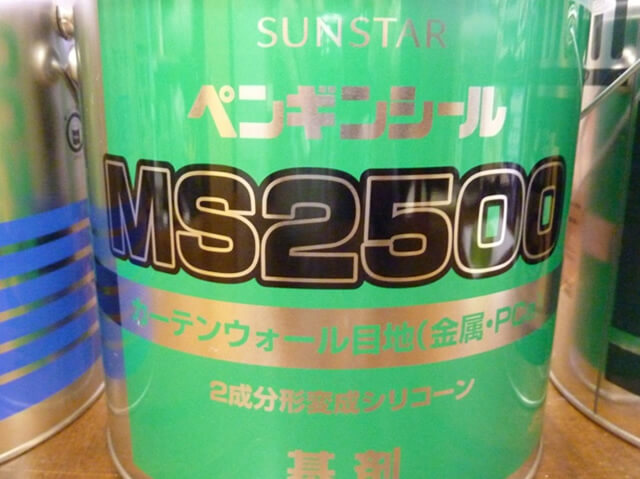 SUNSTAR
ペンギンシール
MS2500
カーテンウォール目地(金属・PC
2成分形変成シリコーン
基剤